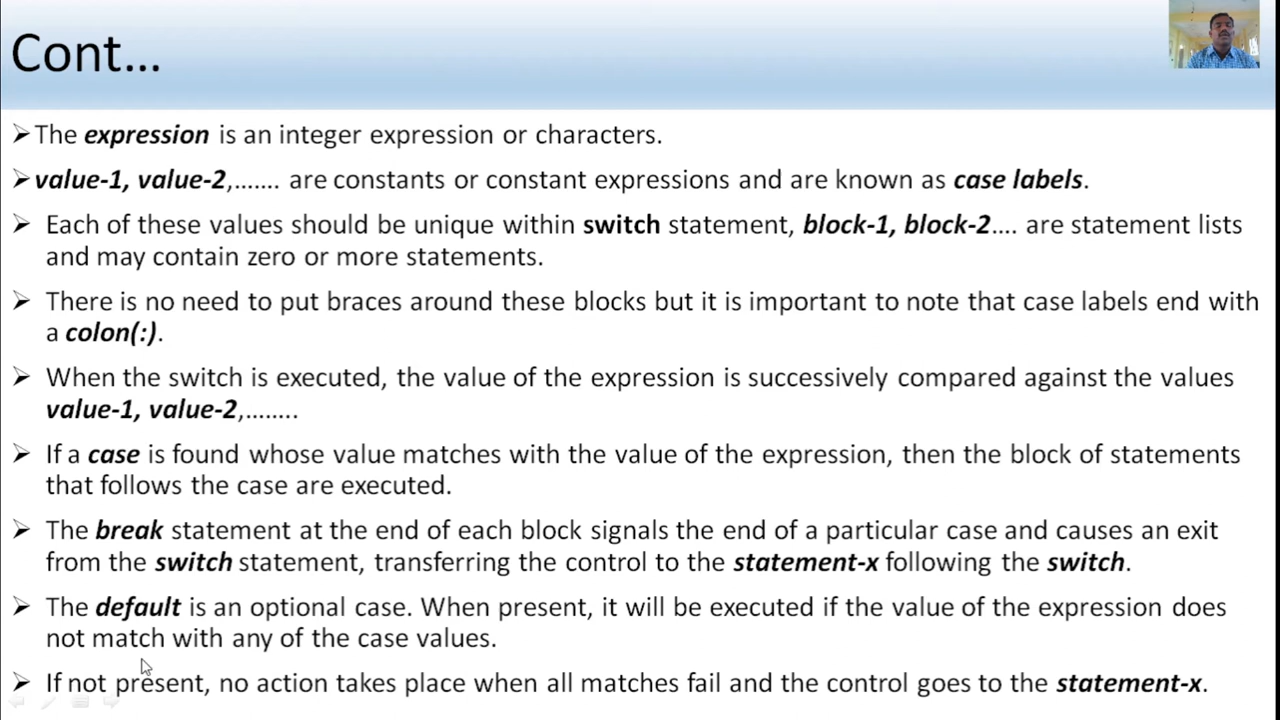 Cont...
➢The expression is an integer expression or characters.
➢value-1, value-2,....... are constants or constant expressions and are known as case labels.
➢ Each of these values should be unique within switch statement, block-1, block-2.... are statement lists
and may contain zero or more statements.
➢ There is no need to put braces around these blocks but it is important to note that case labels end with
a colon(:).
➢ When the switch is executed, the value of the expression is successively compared against the values
value-1, value-2,........
➢ If a case is found whose value matches with the value of the expression, then the block of statements
that follows the case are executed.
➢ The break statement at the end of each block signals the end of a particular case and causes an exit
from the switch statement, transferring the control to the statement-x following the switch.
➢ The default is an optional case. When present, it will be executed if the value of the expression does
not match with any of the case values.
➢ If not present, no action takes place when all matches fail and the control goes to the statement-x.